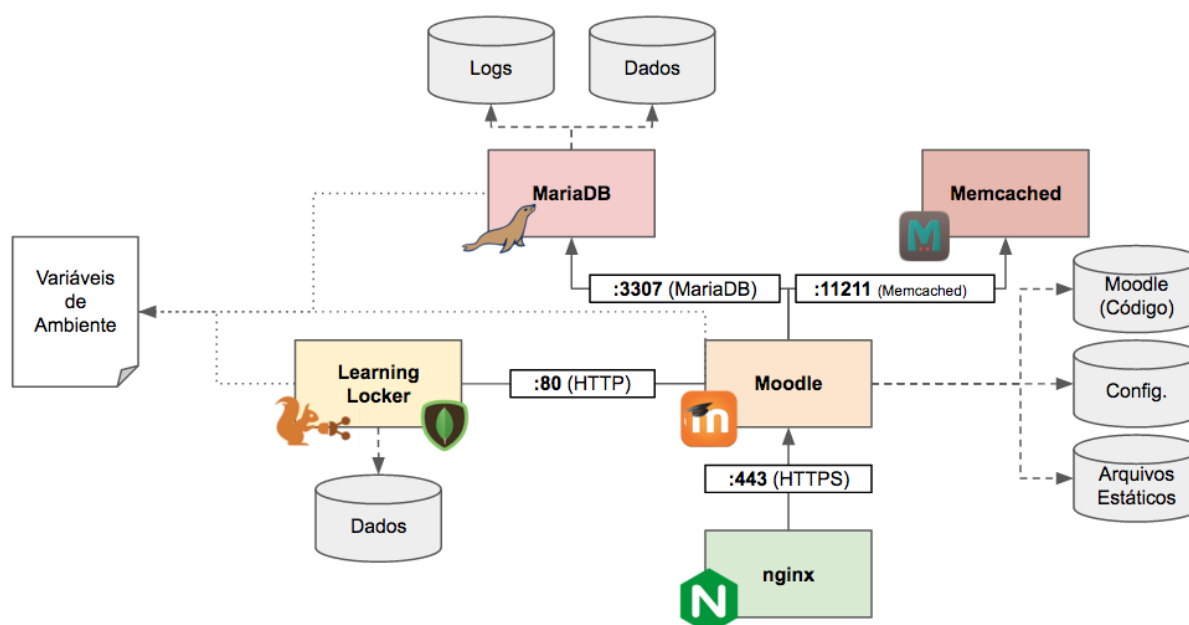 Logs
Dados
MariaDB
Memcached
:3307 (MariaDB)
:11211 (Memcached)
Variáveis
de
Ambiente
Moodle
(Código)
Learning
Locker
:80 (HTTP)
Moodle
Config.
:443 (HTTPS)
Arquivos
Estáticos
Dados
nginx